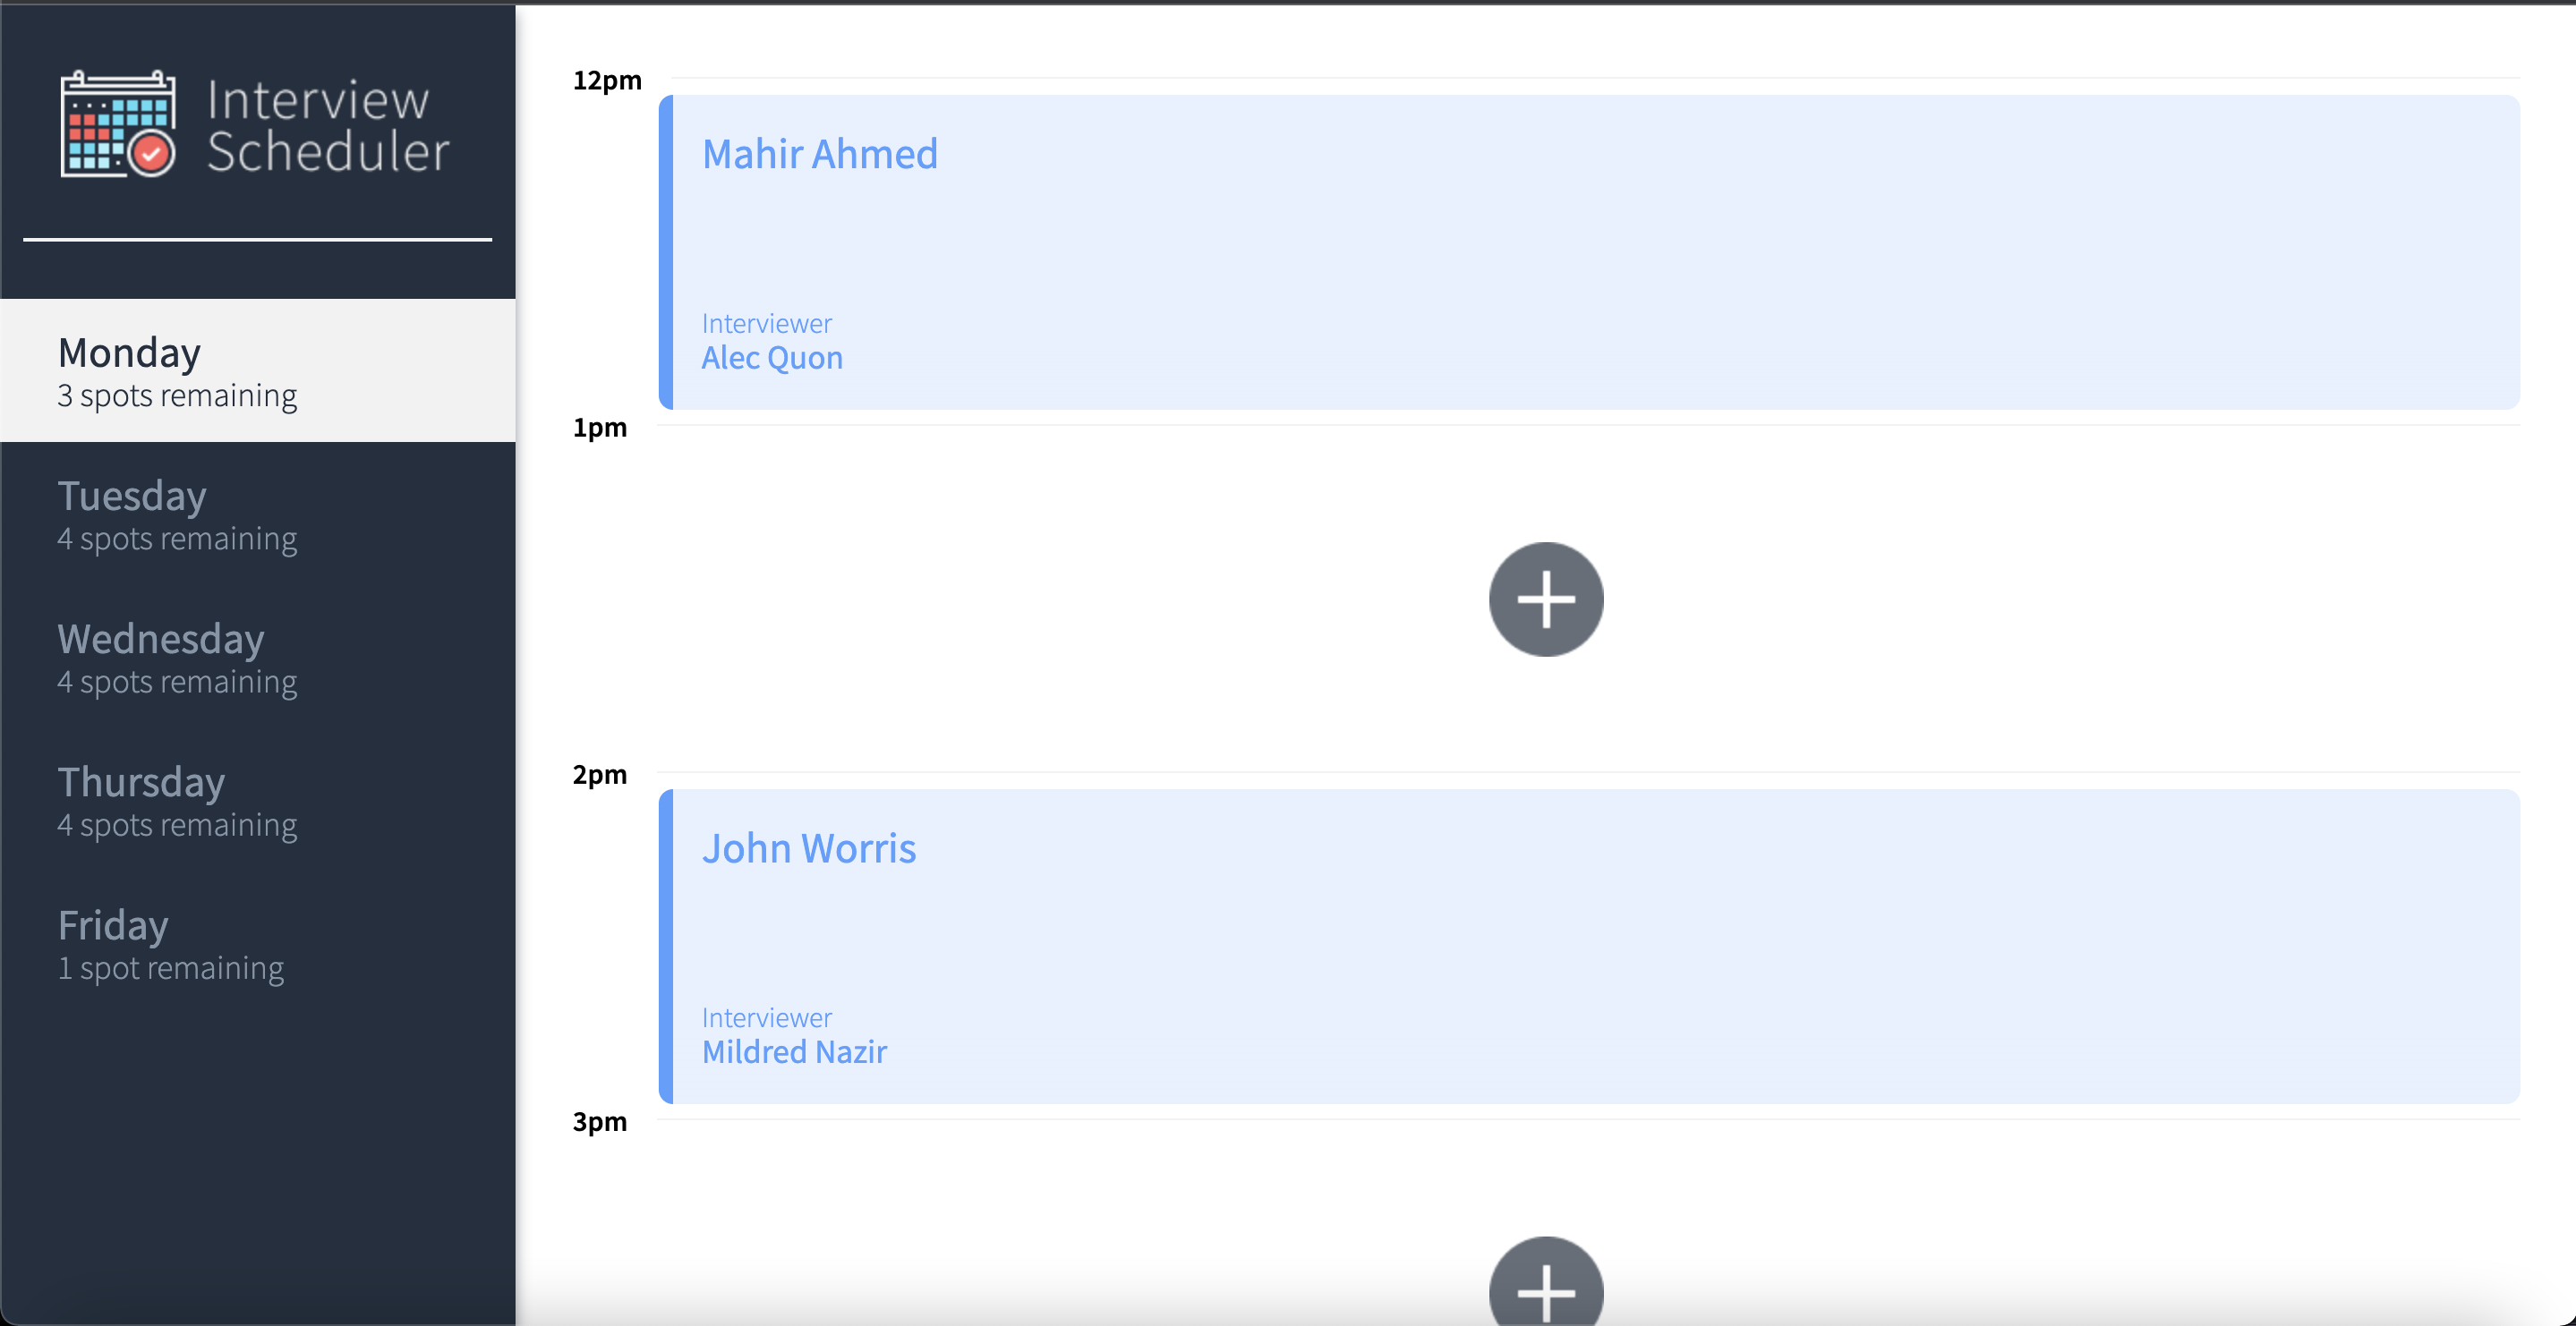 Interview
Scheduler
Monday
3 spots remaining
Tuesday
4 spots remaining
Wednesday
4 spots remaining
Thursday
4 spots remaining
Friday
1 spot remaining
12pm
Mahir Ahmed
Interviewer
Alec Quon
1pm
2pm
John Worris
Interviewer
Mildred Nazir
3pm